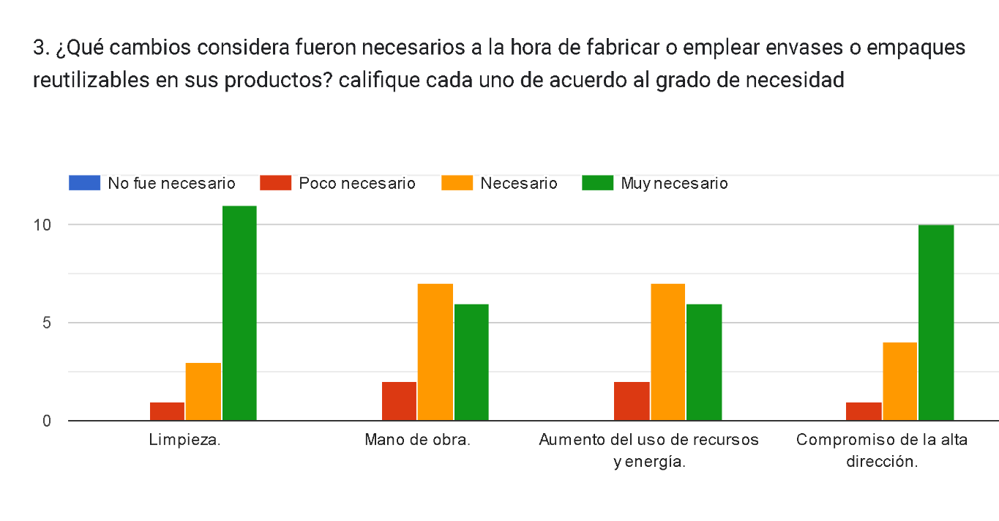 3. ¿Qué cambios considera fueron necesarios a la hora de fabricar o emplear envases o empaques
reutilizables en sus productos? califique cada uno de acuerdo al grado de necesidad
No fue necesario Poco necesario Necesario Muy necesario
10
5
0
Limpieza. Mano de obra. Aumento del uso de recursos Compromiso de la alta
y energía. dirección.